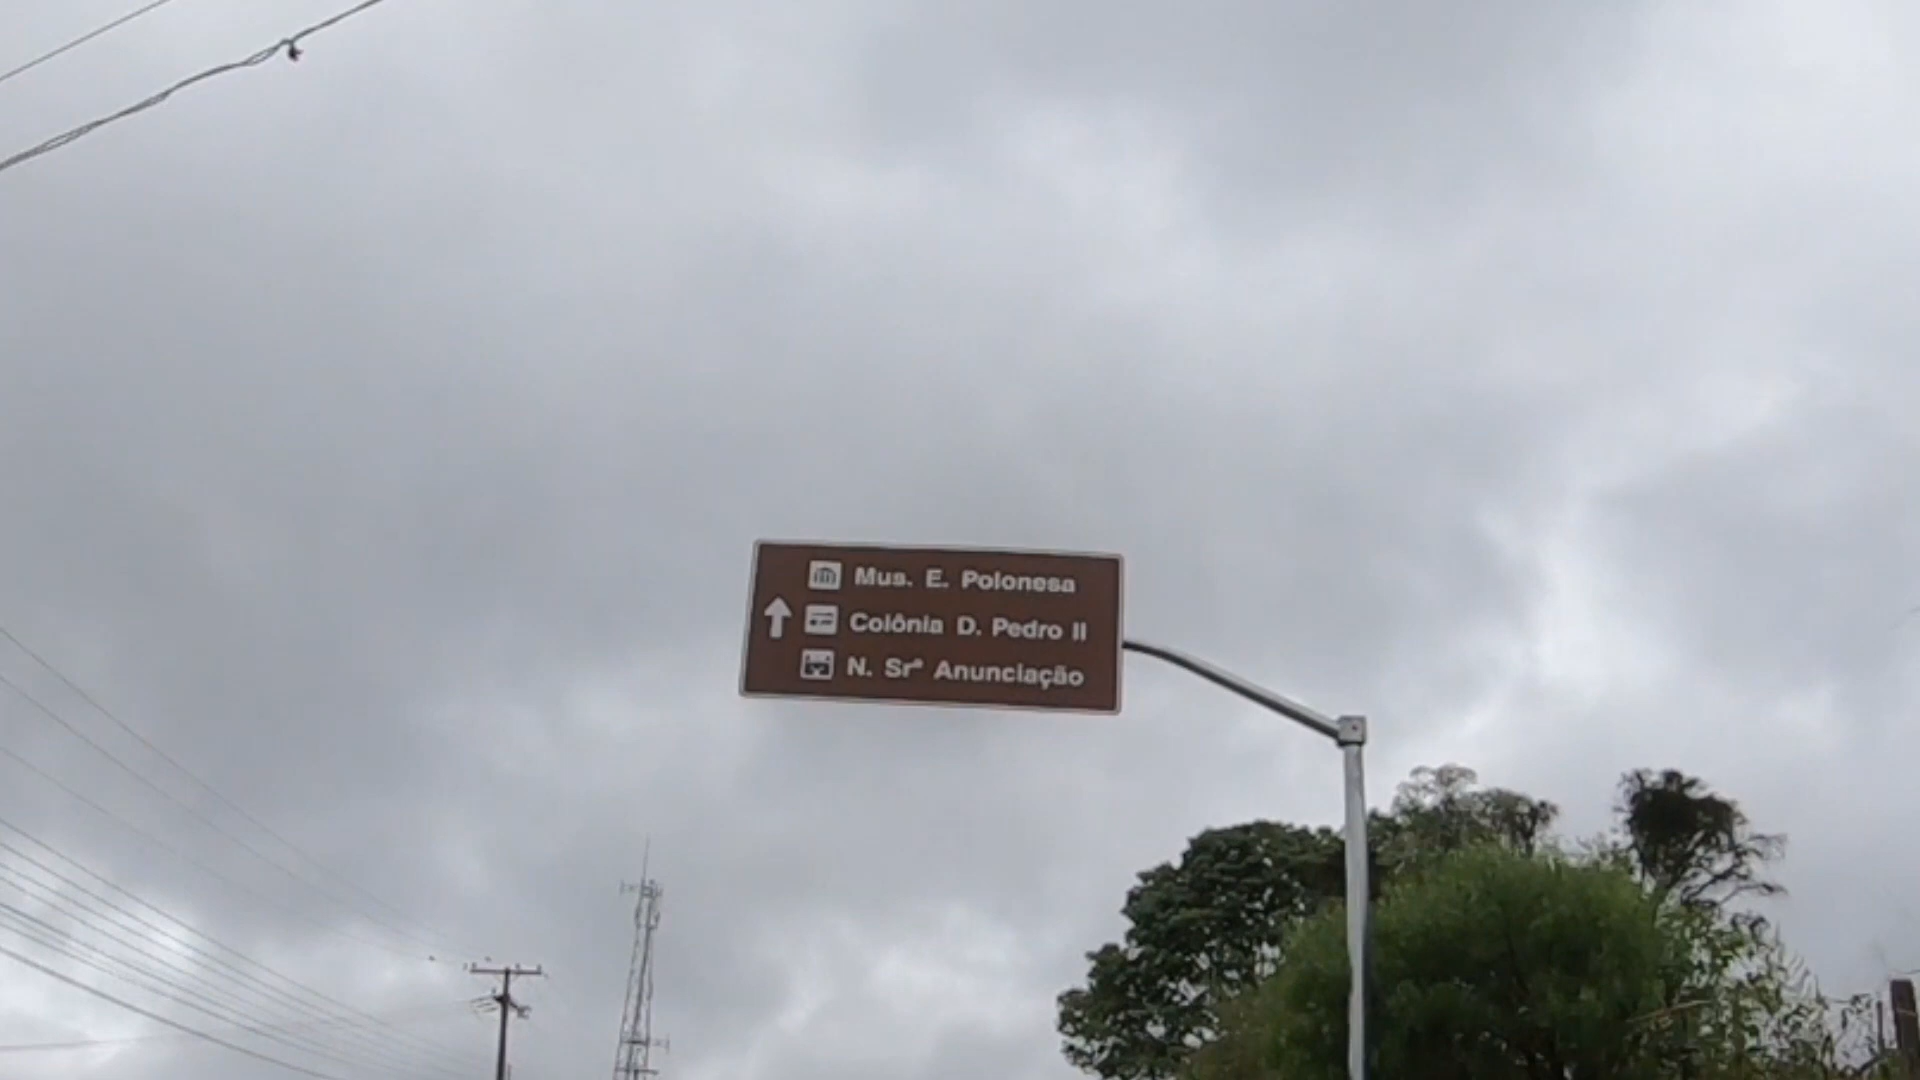 Mus. E. Polonesa
Colônia D. Pedro II
N. Srª Anunciação